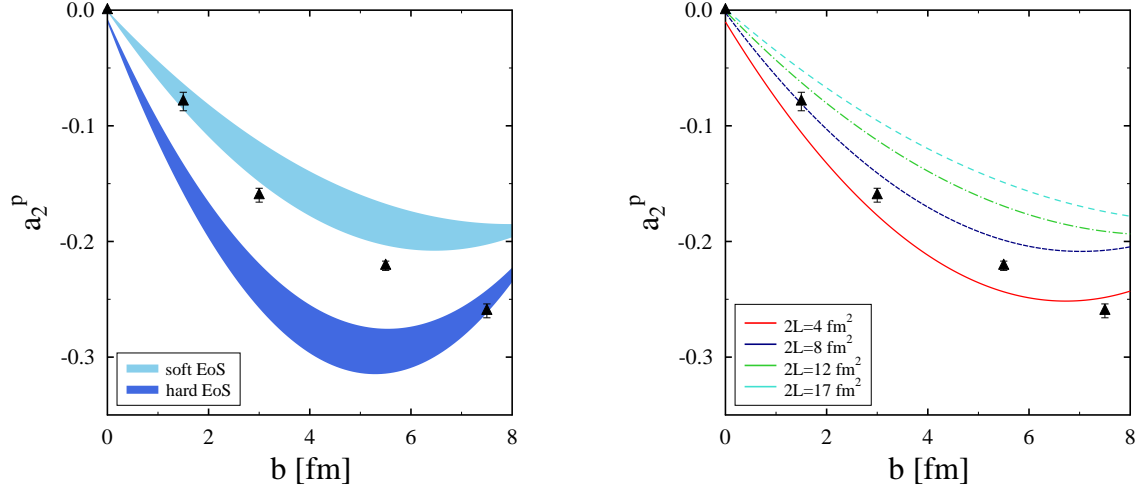 0.0
-0.1
-0.2
-0.3
a₂ᵖ
soft EoS
hard EoS
0 2 4 6 8
b [fm]
0.0
-0.1
-0.2
-0.3
a₂ᵖ
2L=4 fm²
2L=8 fm²
2L=12 fm²
2L=17 fm²
0 2 4 6 8
b [fm]